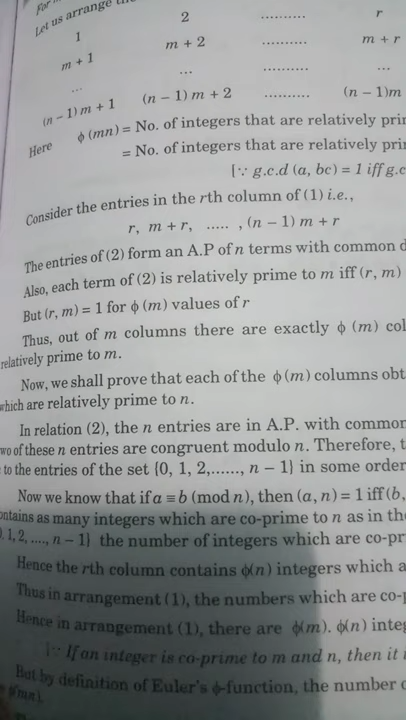 For
Let us arrange the
1 2 .......... r
m + 1 m + 2 .......... m + r
... ... .......... ...
(n – 1) m + 1 (n – 1) m + 2 .......... (n – 1)m
Here ϕ (mn) = No. of integers that are relatively prim
= No. of integers that are relatively prim
[∵ g.c.d (a, bc) = 1 iff g.c
Consider the entries in the rth column of (1) i.e.,
r, m + r, ..... , (n – 1) m + r
The entries of (2) form an A.P of n terms with common d
Also, each term of (2) is relatively prime to m iff (r, m)
But (r, m) = 1 for ϕ (m) values of r
Thus, out of m columns there are exactly ϕ (m) col
relatively prime to m.
Now, we shall prove that each of the ϕ (m) columns obt
which are relatively prime to n.
In relation (2), the n entries are in A.P. with common
two of these n entries are congruent modulo n. Therefore, t
to the entries of the set {0, 1, 2,......, n – 1} in some order
Now we know that if a ≡ b (mod n), then (a, n) = 1 iff (b,
ontains as many integers which are co-prime to n as in the
0, 1, 2, ...., n – 1} the number of integers which are co-pr
Hence the rth column contains ϕ(n) integers which a
Thus in arrangement (1), the numbers which are co-p
Hence in arrangement (1), there are ϕ(m). ϕ(n) integ
[∵ If an integer is co-prime to m and n, then it i
But by definition of Euler's ϕ-function, the number o
ϕ(mn).